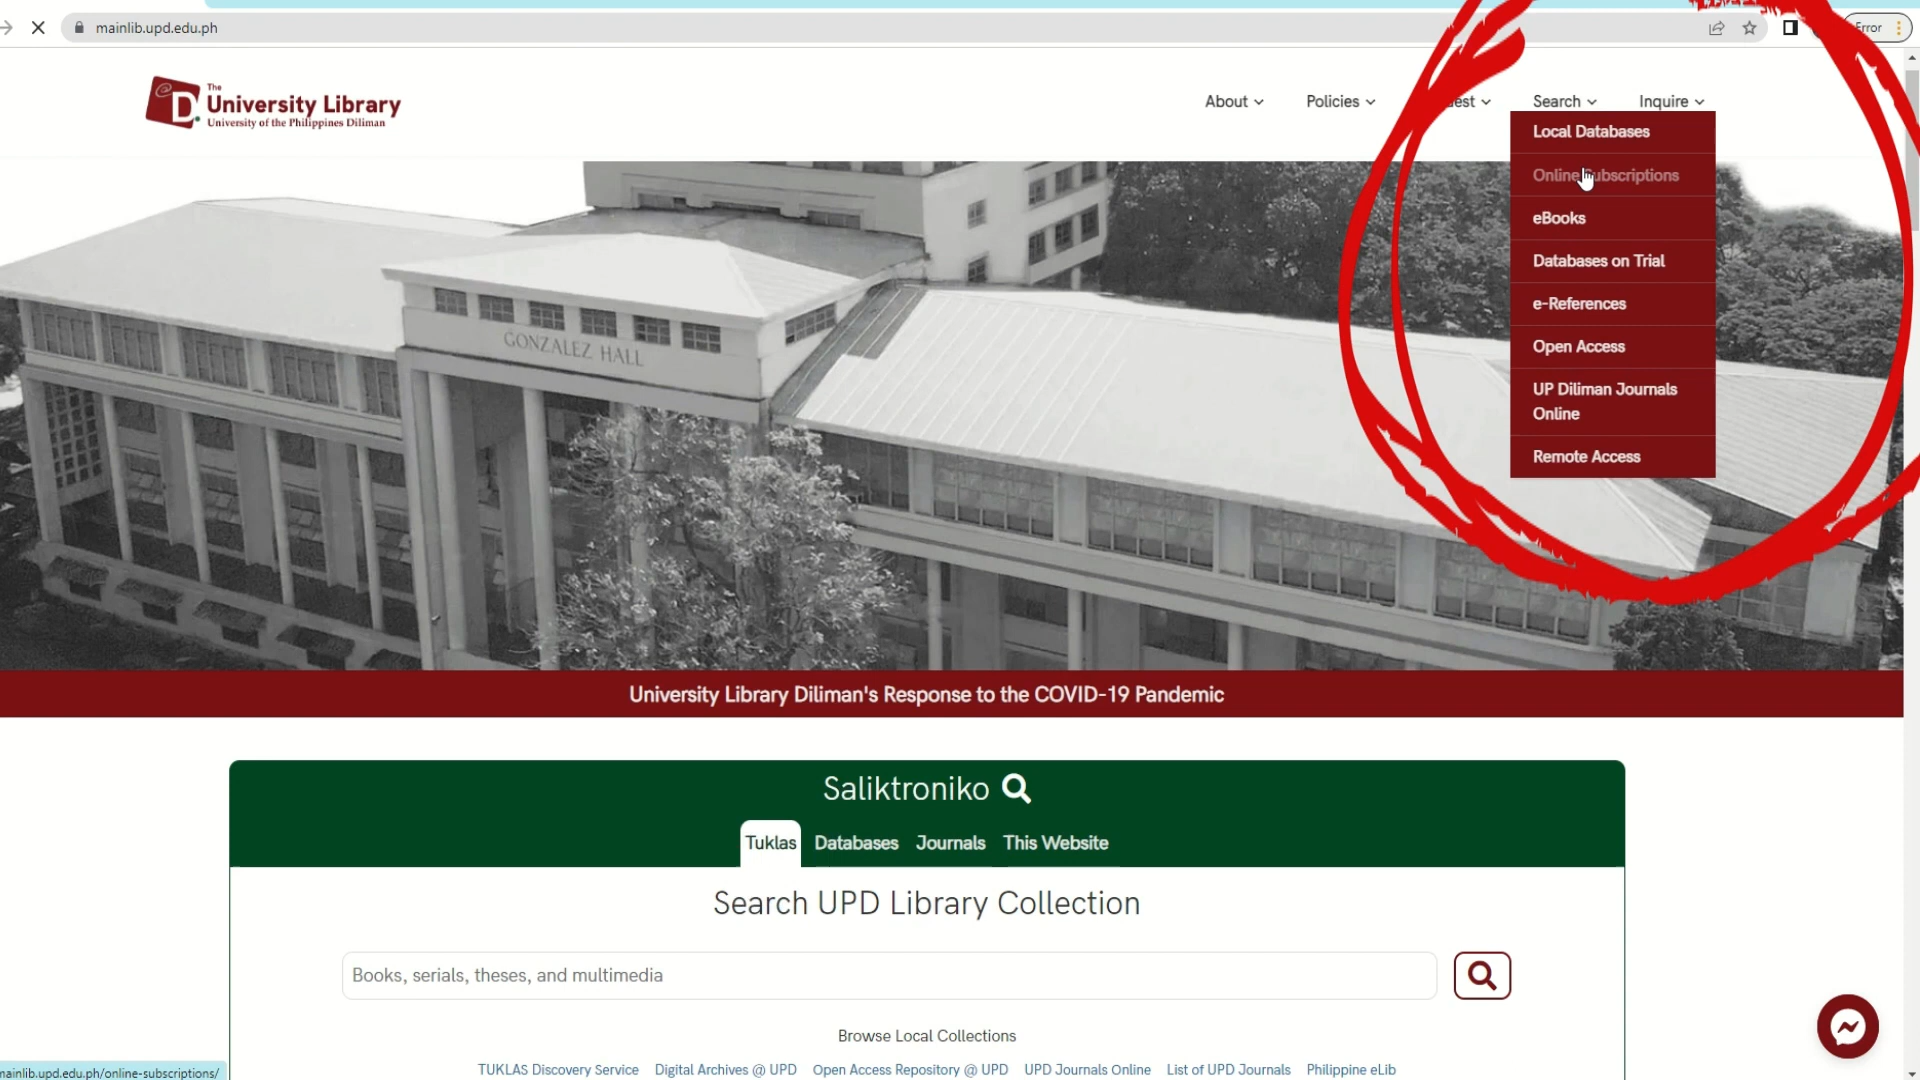 mainlib.upd.edu.ph
Error
The
University Library
University of the Philippines Diliman
About
Policies
Search
Inquire
Local Databases
Online Subscriptions
eBooks
Databases on Trial
e-References
Open Access
UP Diliman Journals
Online
Remote Access
GONZALEZ HALL
University Library Diliman's Response to the COVID-19 Pandemic
Saliktroniko
Tuklas Databases Journals This Website
Search UPD Library Collection
Books, serials, theses, and multimedia
Browse Local Collections
TUKLAS Discovery Service Digital Archives @ UPD Open Access Repository @ UPD UPD Journals Online List of UPD Journals Philippine eLib
mainlib.upd.edu.ph/online-subscriptions/